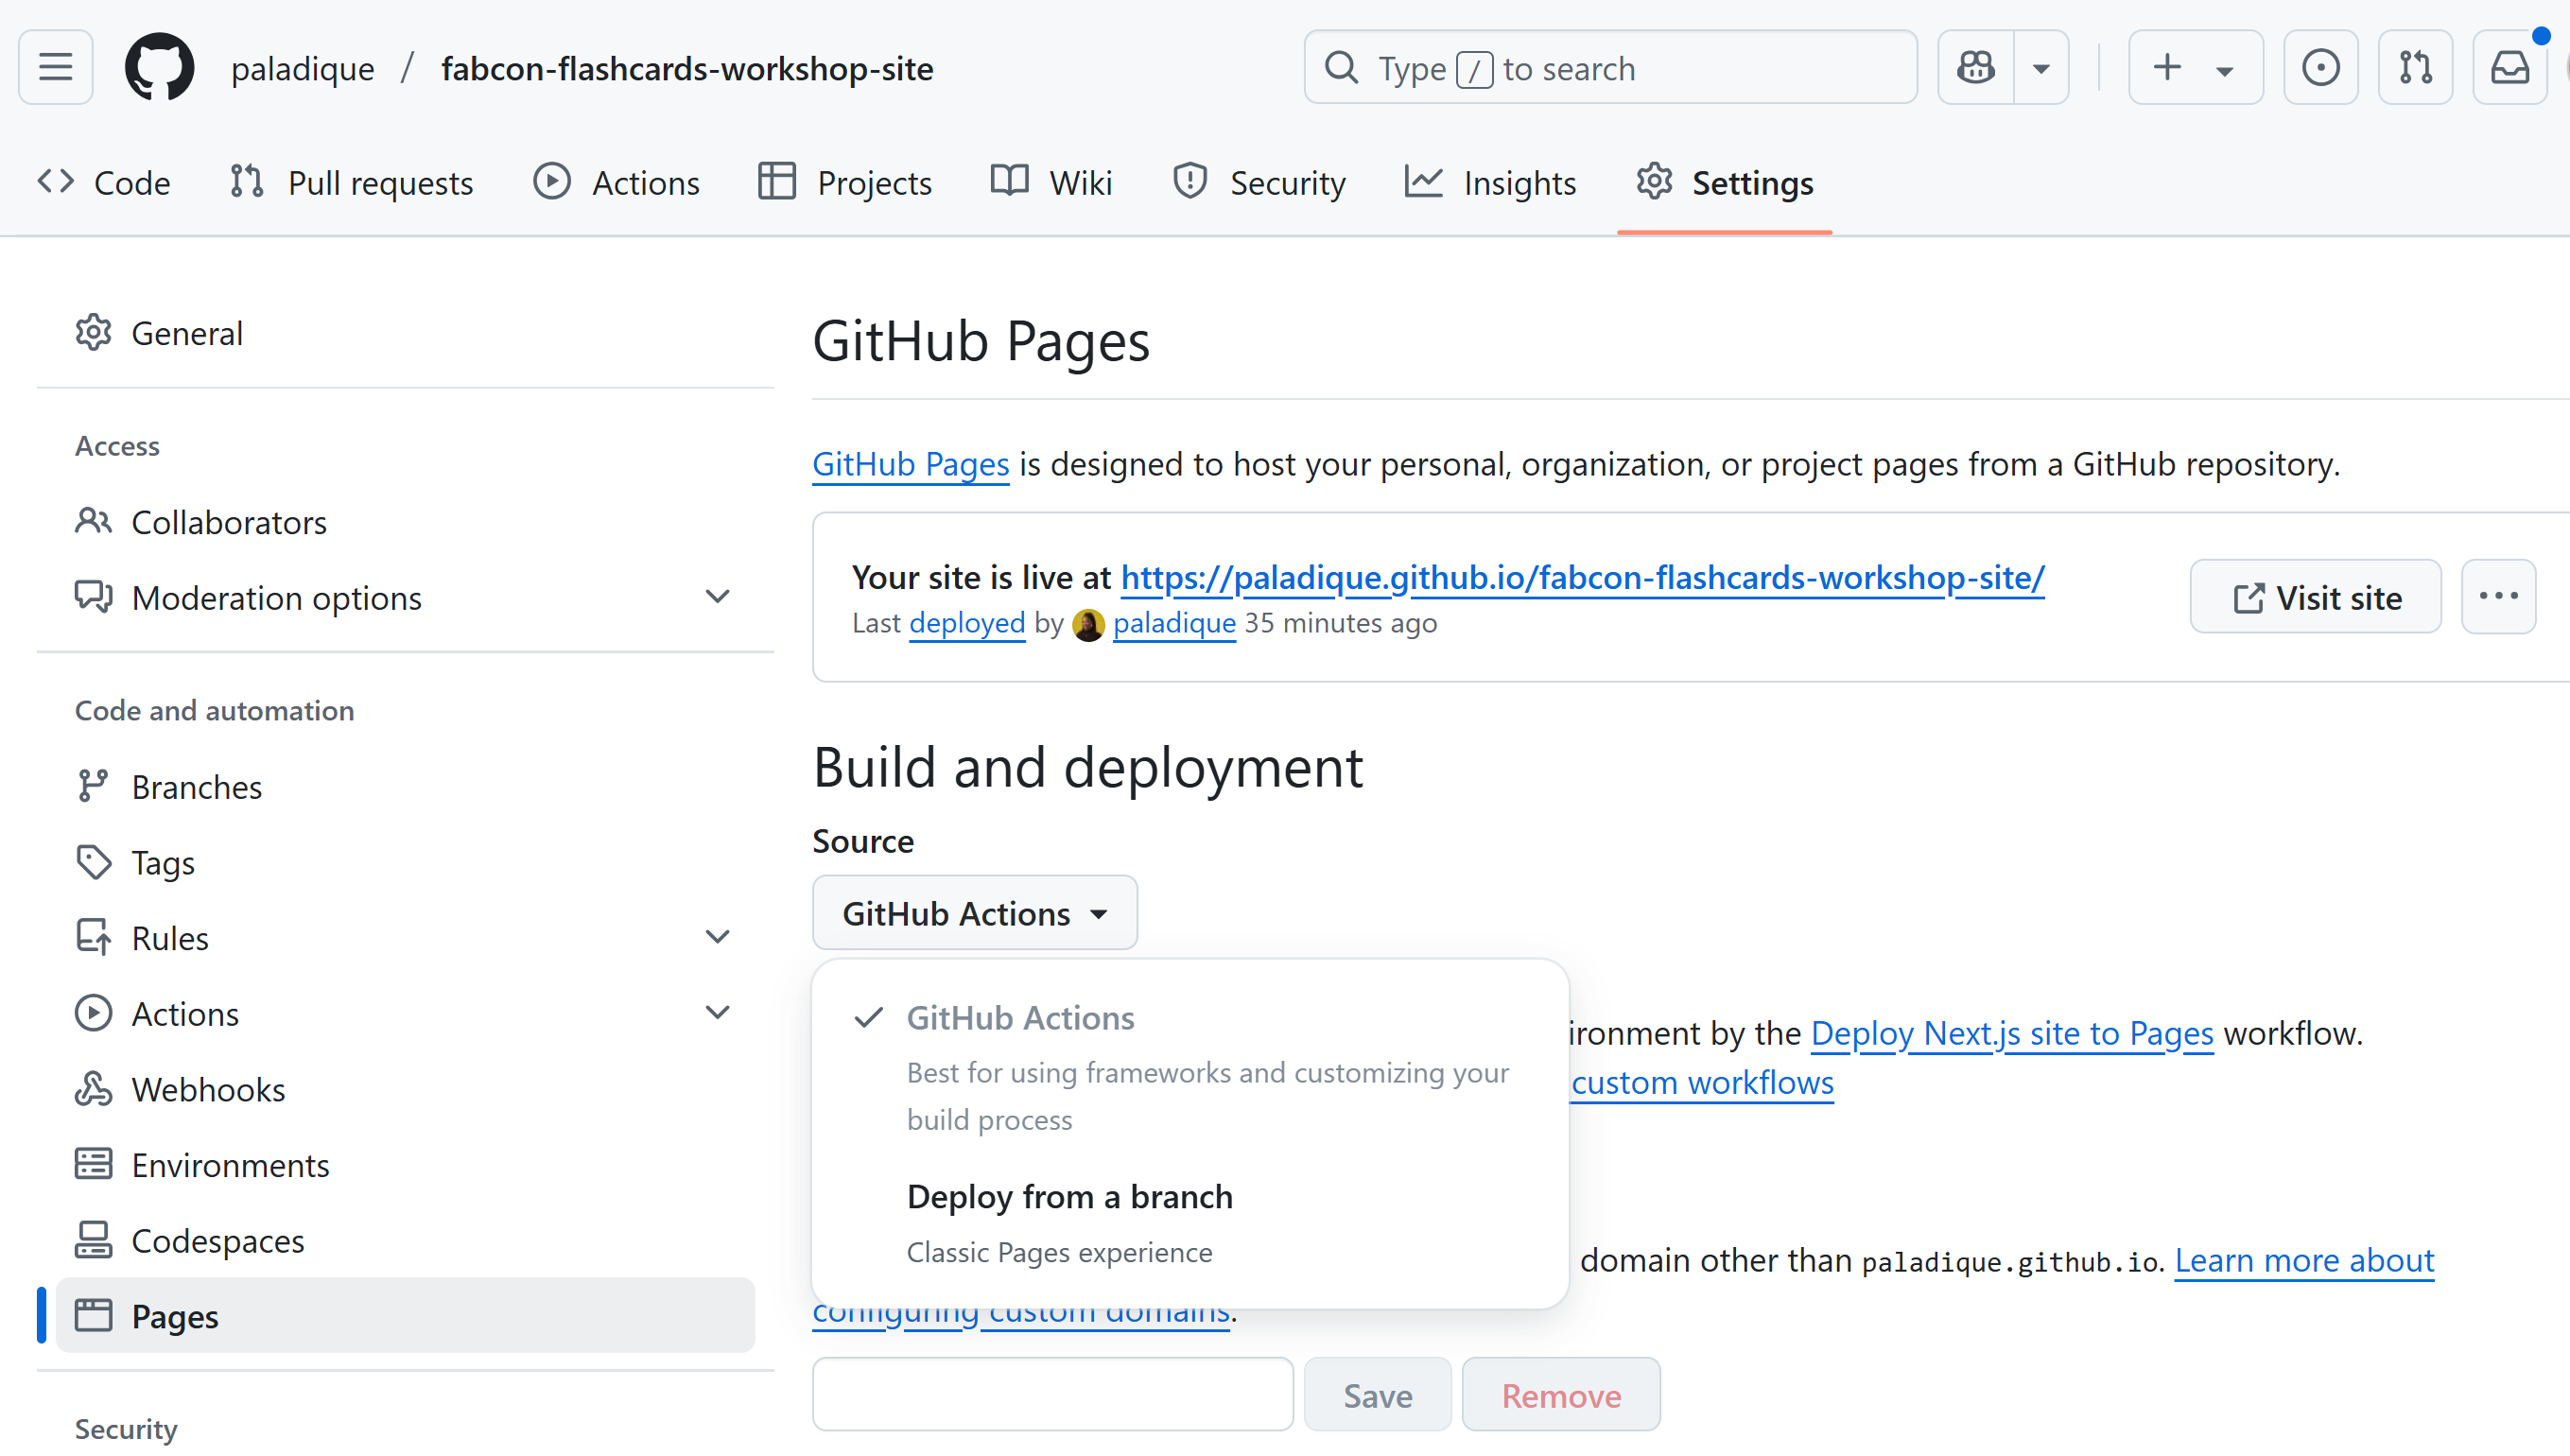 paladique / fabcon-flashcards-workshop-site
Type / to search
Code Pull requests Actions Projects Wiki Security Insights Settings
General
Access
Collaborators
Moderation options
Code and automation
Branches
Tags
Rules
Actions
Webhooks
Environments
Codespaces
Pages
Security
GitHub Pages
GitHub Pages is designed to host your personal, organization, or project pages from a GitHub repository.
Your site is live at https://paladique.github.io/fabcon-flashcards-workshop-site/
Last deployed by paladique 35 minutes ago
Visit site
Build and deployment
Source
GitHub Actions
GitHub Actions
Best for using frameworks and customizing your
build process
Deploy from a branch
Classic Pages experience
ironment by the Deploy Next.js site to Pages workflow.
custom workflows
domain other than paladique.github.io. Learn more about
configuring custom domains.
Save Remove